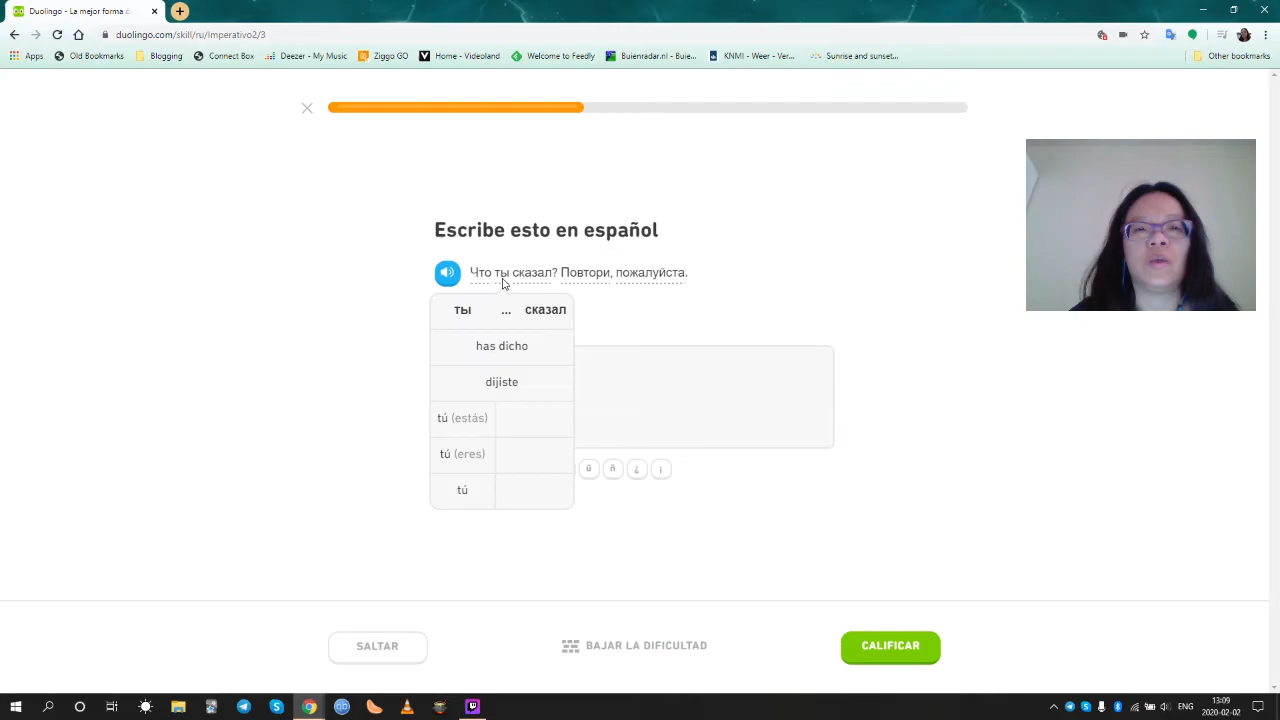 Duolingo - La mejor forma d
duolingo.com/skill/ru/Imperativo2/3
Apps Old Bookmarks Blogging Connect Box Deezer - My Music Ziggo GO Home - Videoland Welcome to Feedly Buienradar.nl - Buie... KNMI - Weer - Ver... Sunrise and sunset... Other bookmarks
Escribe esto en español
Что ты сказал? Повтори, пожалуйста.
ты ... сказал
has dicho
dijiste
tú (estás)
tú (eres)
tú
ü ñ ¿ ¡
SALTAR BAJAR LA DIFICULTAD CALIFICAR
ENG 13:09
2020-02-02